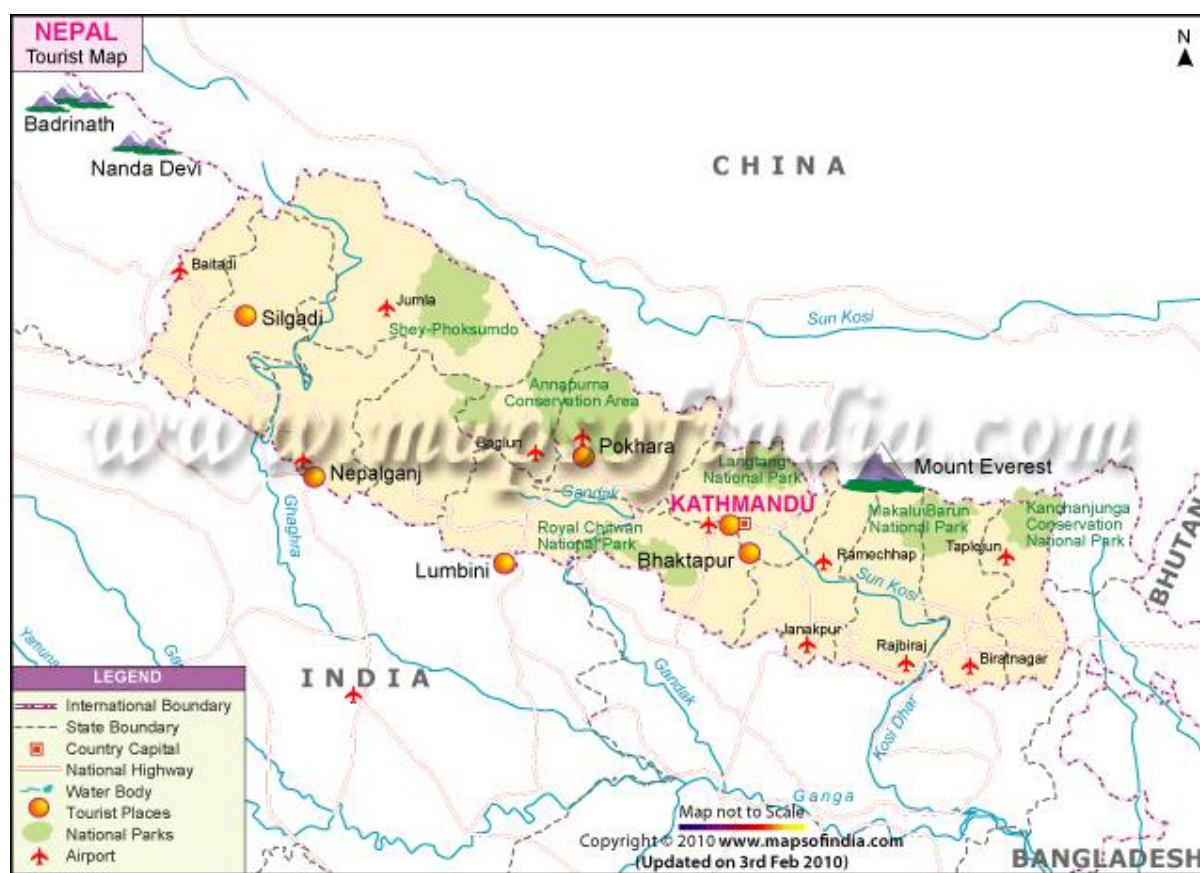 NEPAL
Tourist Map
N
Badrinath
Nanda Devi
CHINA
Baitadi
Silgadi
Jumla
Shey-Phoksumdo
Sun Kosi
Annapurna
Conservation Area
www.mapsofindia.com
Baglun
Pokhara
Nepalganj
Langtang
National Park
Mount Everest
Gandak
KATHMANDU
Makalu Barun
National Park
Kanchanjunga
Conservation
National Park
Ghaghra
Royal Chitwan
National Park
Bhaktapur
Ramechhap
Taplejun
Lumbini
Sun Kosi
BHUTAN
Janakpur
Rajbiraj
Biratnagar
Yamuna
INDIA
Gandak
Kosi Dhar
LEGEND
International Boundary
State Boundary
Country Capital
National Highway
Water Body
Tourist Places
National Parks
Airport
Ganga
Map not to Scale
Copyright © 2010 www.mapsofindia.com
(Updated on 3rd Feb 2010)
BANGLADESH